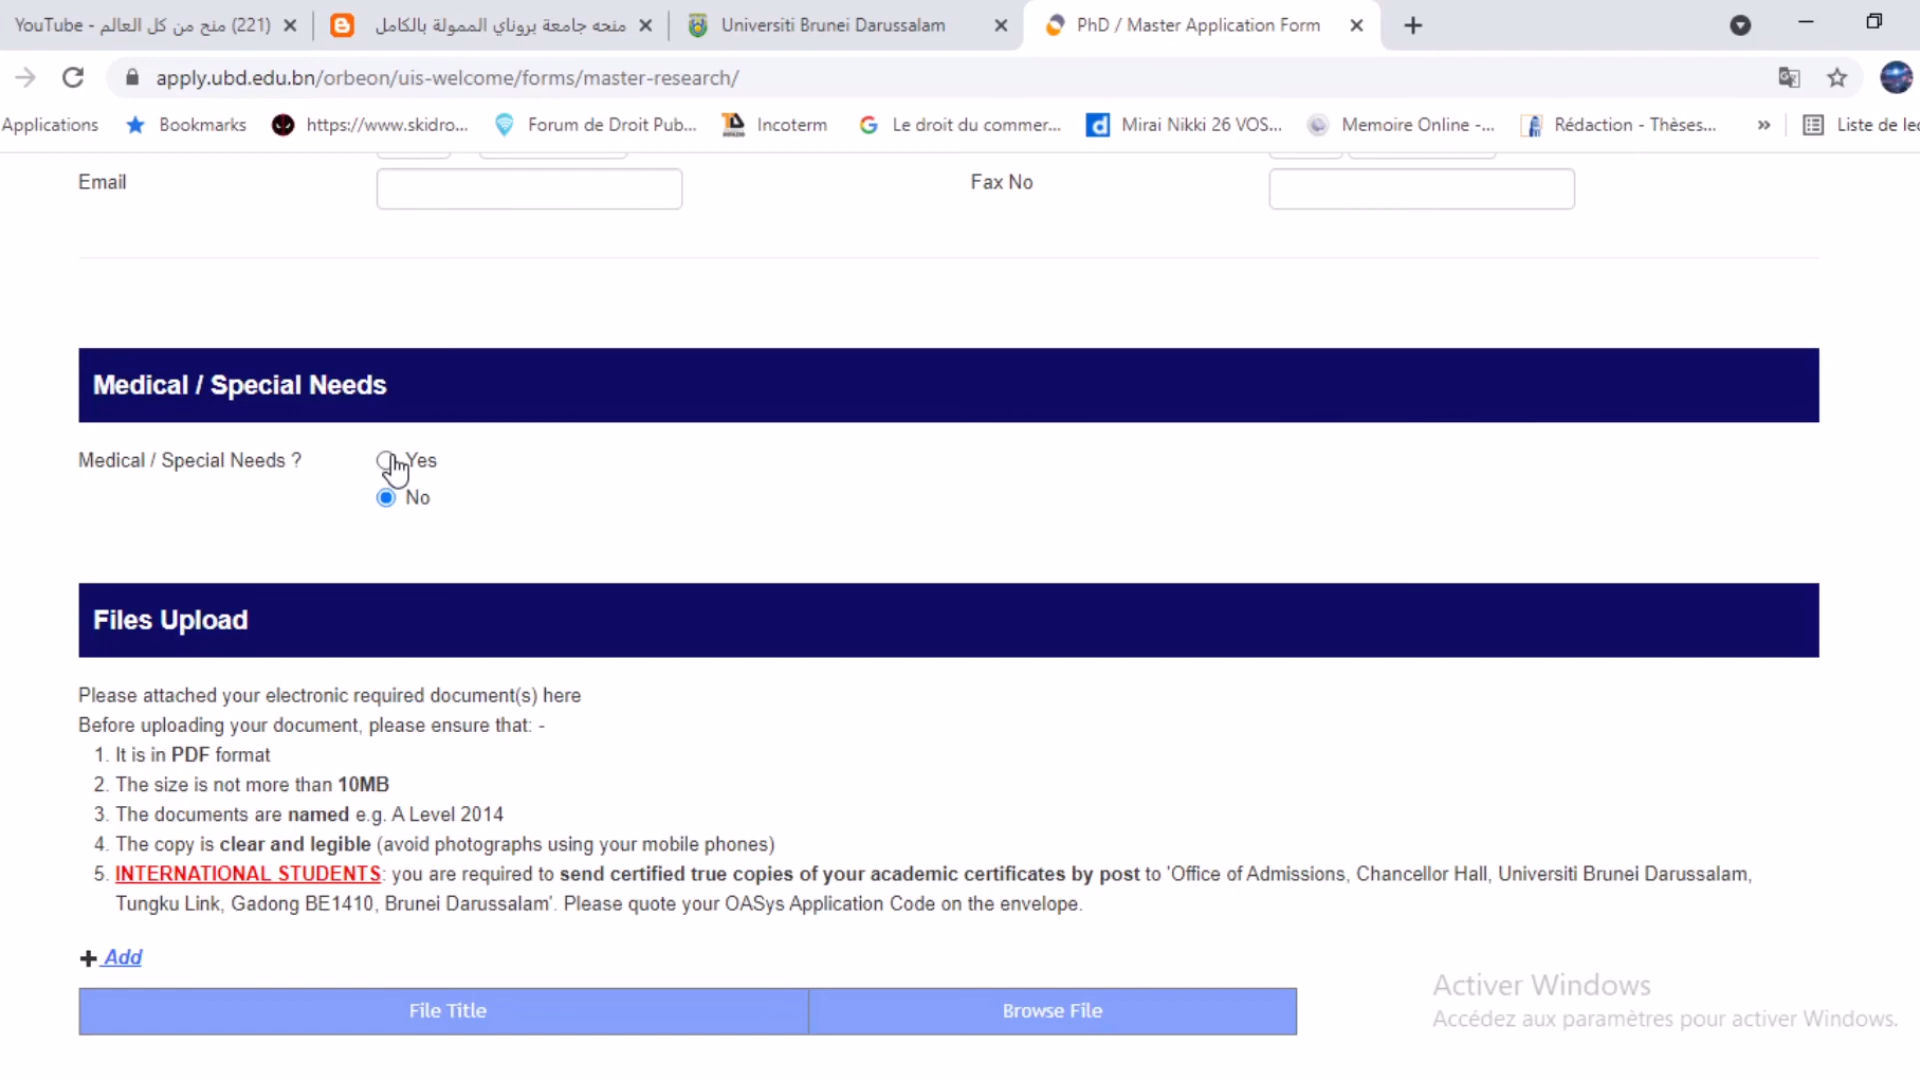 YouTube - منح من كل العالم (221)
منحه جامعة بروناي الممولة بالكامل
Universiti Brunei Darussalam
PhD / Master Application Form
apply.ubd.edu.bn/orbeon/uis-welcome/forms/master-research/
Applications
Bookmarks
https://www.skidro...
Forum de Droit Pub...
Incoterm
Le droit du commer...
Mirai Nikki 26 VOS...
Memoire Online -...
Rédaction - Thèses...
»
Liste de lec
Email
Fax No
Medical / Special Needs
Medical / Special Needs ?
Yes
No
Files Upload
Please attached your electronic required document(s) here
Before uploading your document, please ensure that: -
1. It is in PDF format
2. The size is not more than 10MB
3. The documents are named e.g. A Level 2014
4. The copy is clear and legible (avoid photographs using your mobile phones)
5. INTERNATIONAL STUDENTS: you are required to send certified true copies of your academic certificates by post to 'Office of Admissions, Chancellor Hall, Universiti Brunei Darussalam,
Tungku Link, Gadong BE1410, Brunei Darussalam'. Please quote your OASys Application Code on the envelope.
Add
File Title
Browse File
Activer Windows
Accédez aux paramètres pour activer Windows.